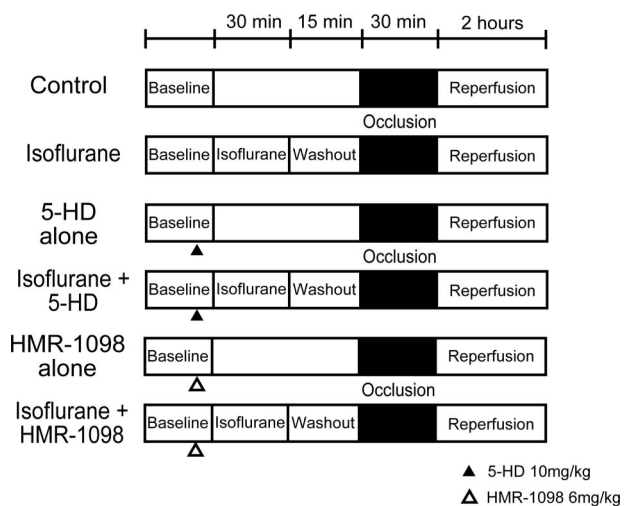 30 min 15 min 30 min 2 hours
Control
Baseline Reperfusion
Occlusion
Isoflurane
Baseline Isoflurane Washout Reperfusion
5-HD
alone
Baseline Reperfusion
Occlusion
Isoflurane +
5-HD
Baseline Isoflurane Washout Reperfusion
HMR-1098
alone
Baseline Reperfusion
Occlusion
Isoflurane +
HMR-1098
Baseline Isoflurane Washout Reperfusion
5-HD 10mg/kg
HMR-1098 6mg/kg